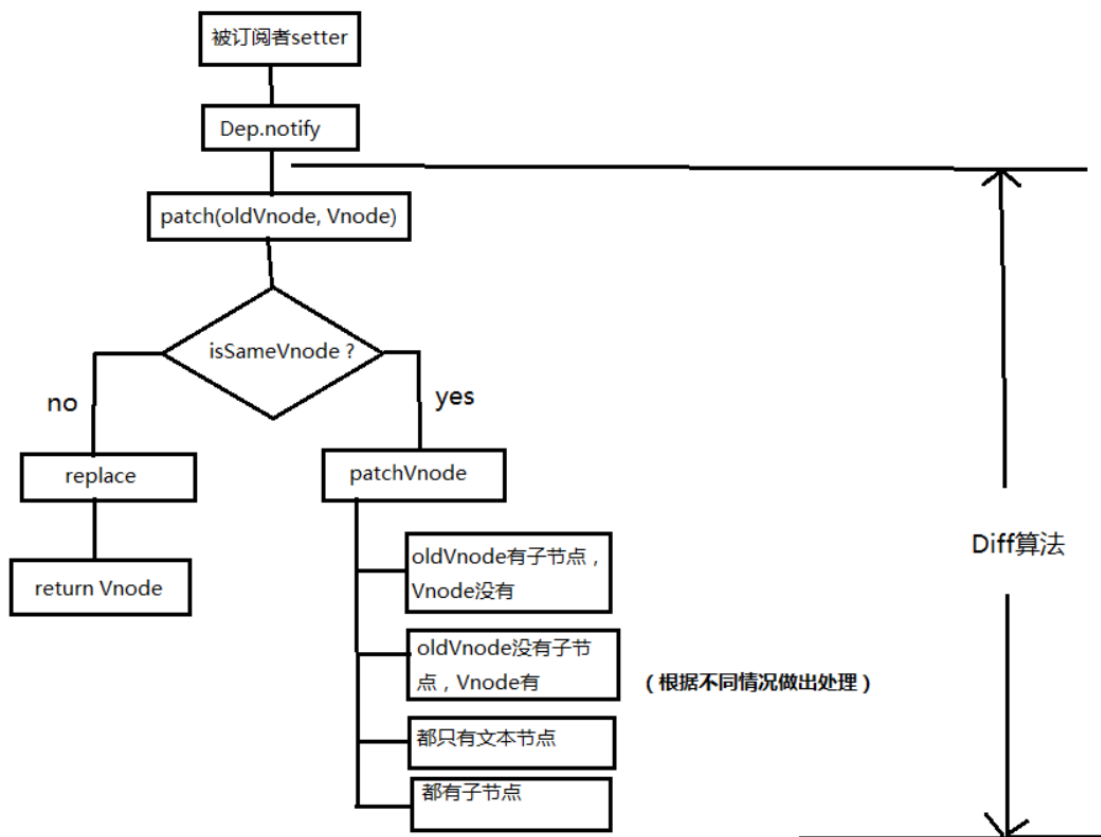 被订阅者setter
Dep.notify
patch(oldVnode, Vnode)
isSameVnode ?
no
yes
replace
patchVnode
return Vnode
oldVnode有子节点，
Vnode没有
oldVnode没有子节
点，Vnode有
（根据不同情况做出处理）
都只有文本节点
都有子节点
Diff算法